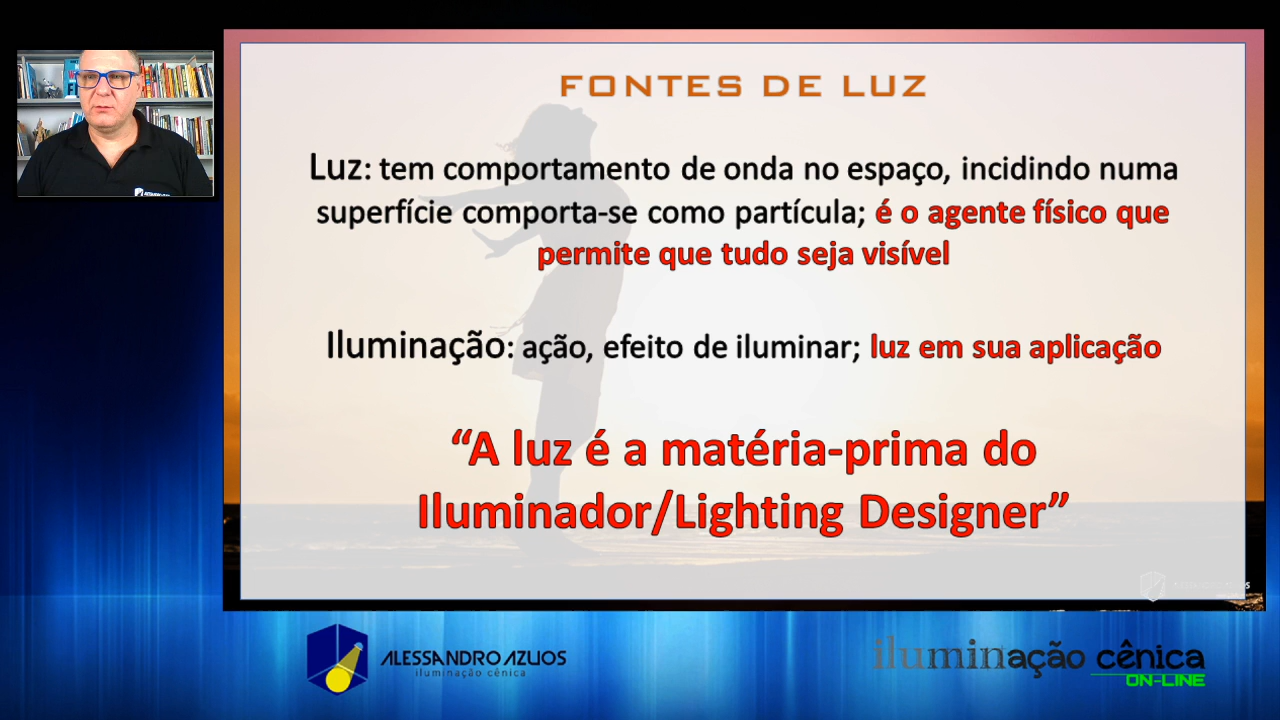 FONTES DE LUZ
Luz: tem comportamento de onda no espaço, incidindo numa
superfície comporta-se como partícula; é o agente físico que
permite que tudo seja visível
Iluminação: ação, efeito de iluminar; luz em sua aplicação
“A luz é a matéria-prima do
Iluminador/Lighting Designer”
ALESSANDRO AZUOS
iluminação cênica
iluminação cênica
ON-LINE